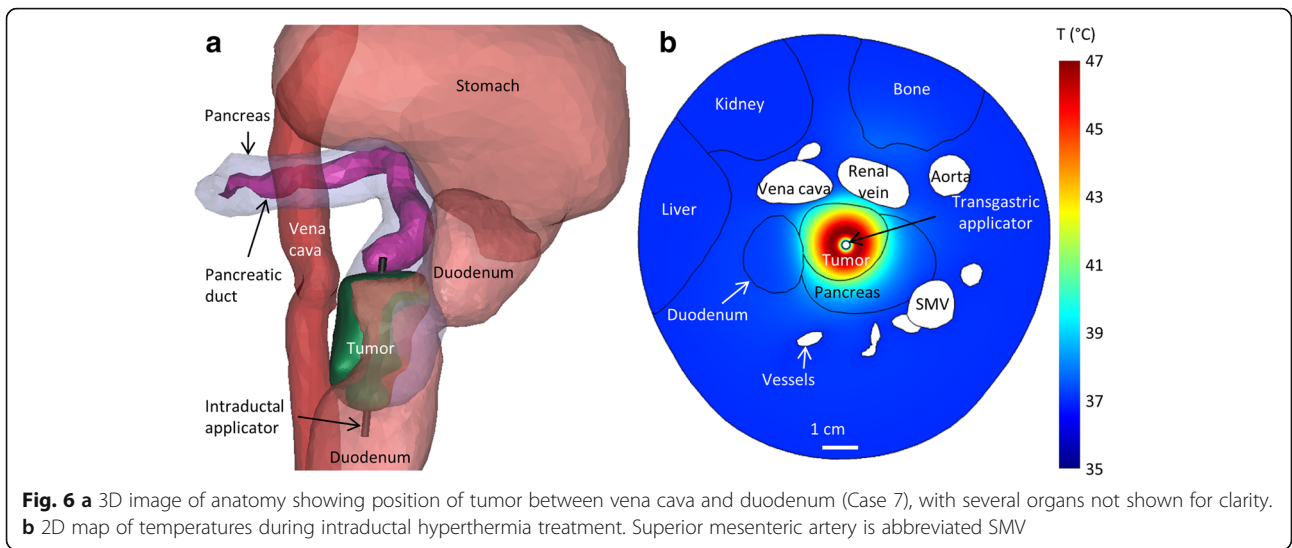 a
Stomach
Pancreas
Vena
cava
Pancreatic
duct
Duodenum
Tumor
Intraductal
applicator
Duodenum
b
T (°C)
Kidney
Bone
Vena cava
Renal
vein
Aorta
Liver
Transgastric
applicator
Tumor
Pancreas
Duodenum
SMV
Vessels
1 cm
47
45
43
41
39
37
35
Fig. 6 a 3D image of anatomy showing position of tumor between vena cava and duodenum (Case 7), with several organs not shown for clarity.
b 2D map of temperatures during intraductal hyperthermia treatment. Superior mesenteric artery is abbreviated SMV